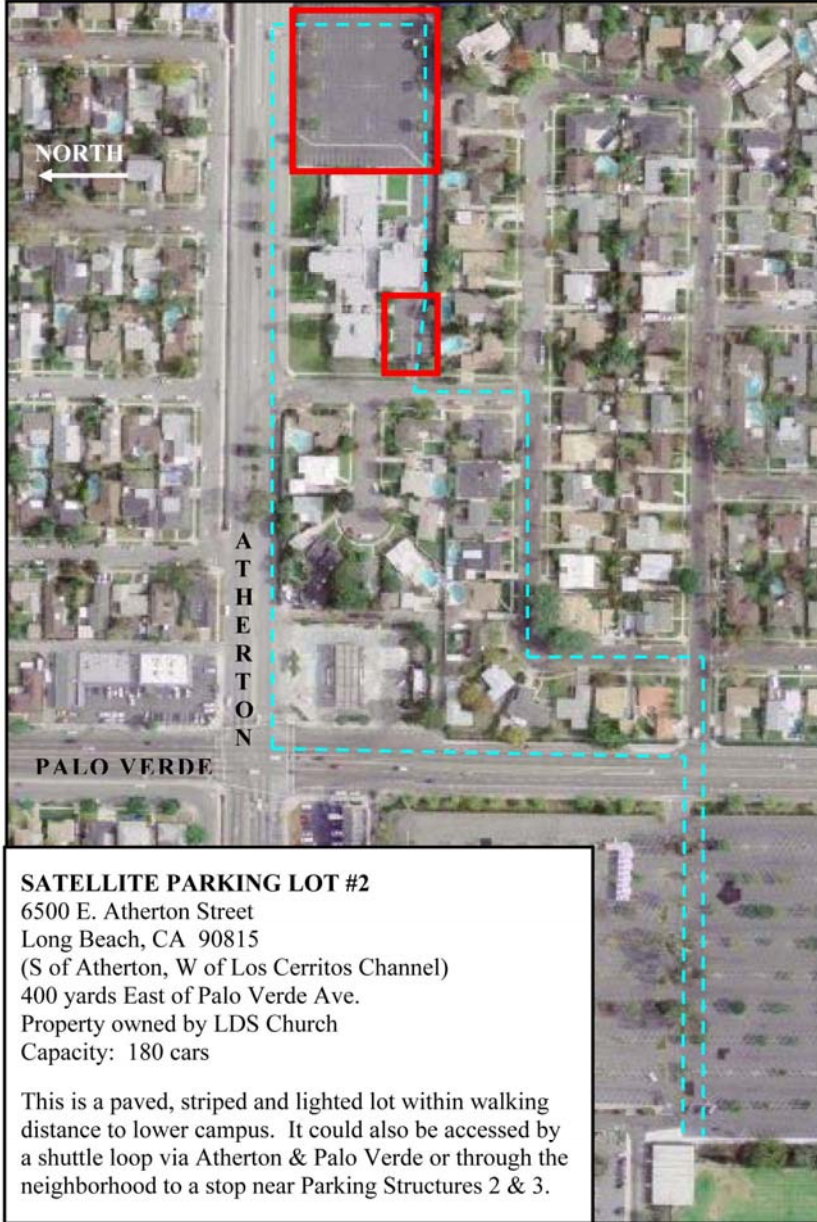 NORTH
ATHERTON
PALO VERDE
SATELLITE PARKING LOT #2
6500 E. Atherton Street
Long Beach, CA 90815
(S of Atherton, W of Los Cerritos Channel)
400 yards East of Palo Verde Ave.
Property owned by LDS Church
Capacity: 180 cars
This is a paved, striped and lighted lot within walking
distance to lower campus. It could also be accessed by
a shuttle loop via Atherton & Palo Verde or through the
neighborhood to a stop near Parking Structures 2 & 3.